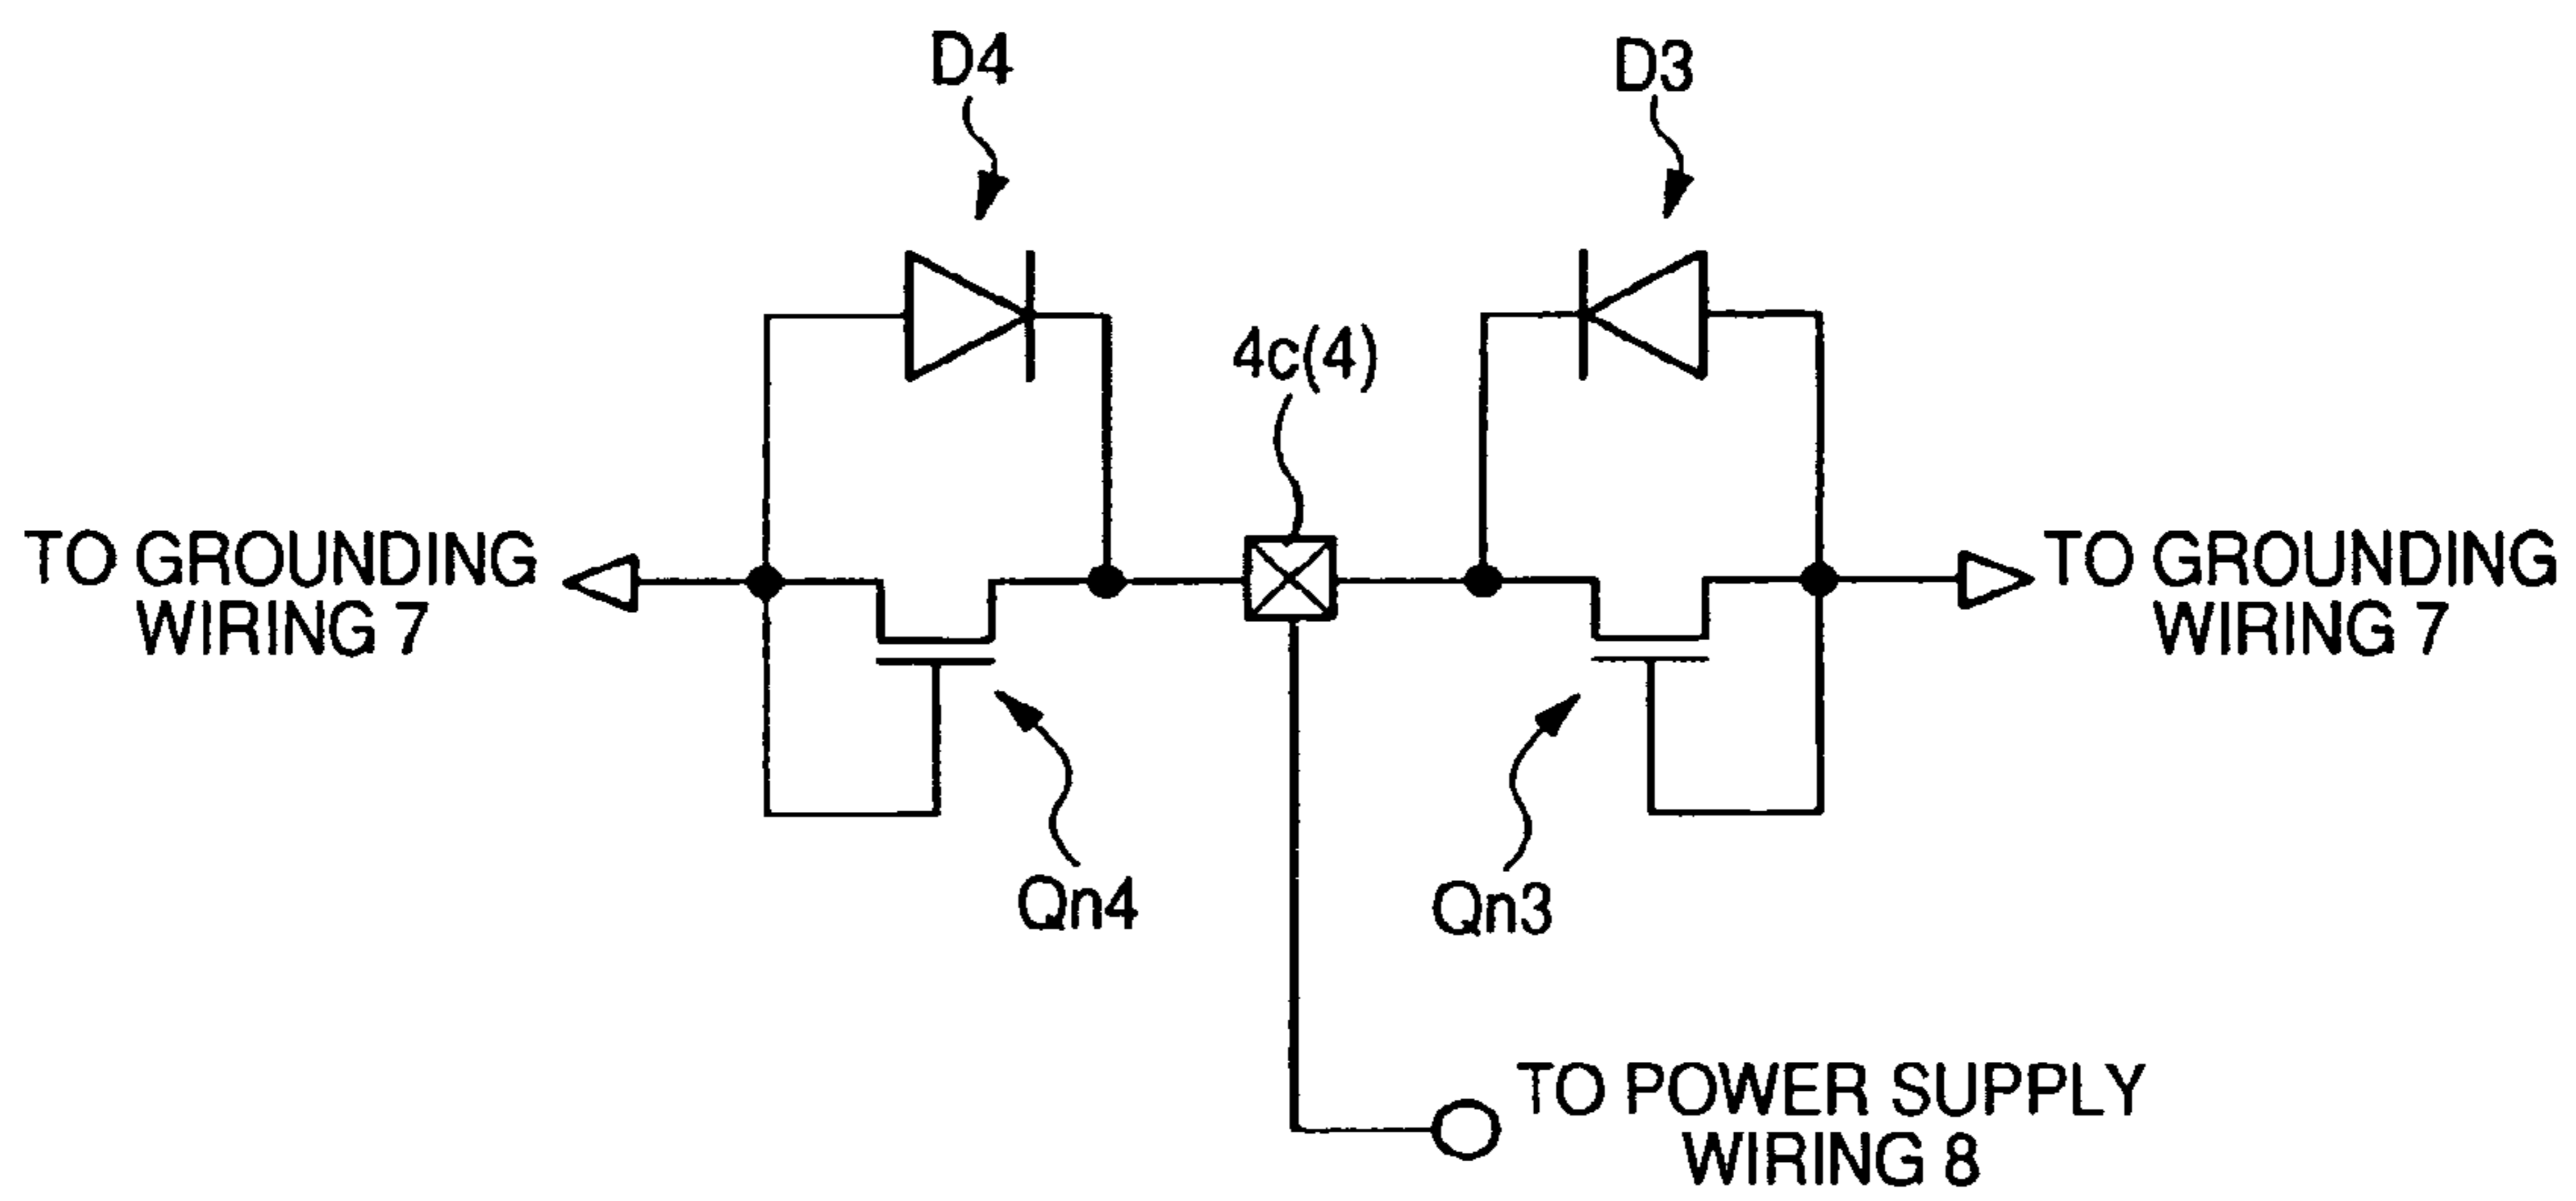 D4
D3
4c(4)
TO GROUNDING
WIRING 7
TO GROUNDING
WIRING 7
Qn4
Qn3
TO POWER SUPPLY
WIRING 8